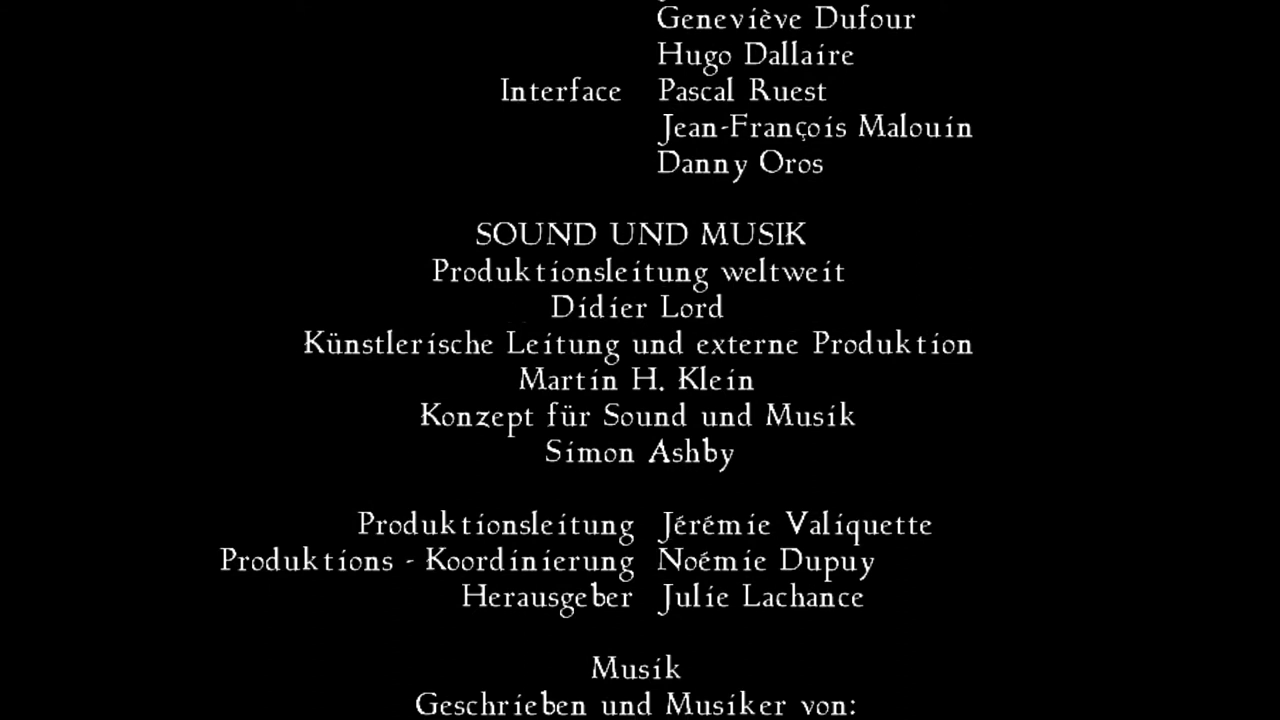 Geneviève Dufour
Hugo Dallaire
Interface Pascal Ruest
Jean-François Malouin
Danny Oros
SOUND UND MUSIK
Produktionsleitung weltweit
Didier Lord
Künstlerische Leitung und externe Produktion
Martin H. Klein
Konzept für Sound und Musik
Simon Ashby
Produktionsleitung Jérémie Valiquette
Produktions - Koordinierung Noémie Dupuy
Herausgeber Julie Lachance
Musik
Geschrieben und Musiker von: